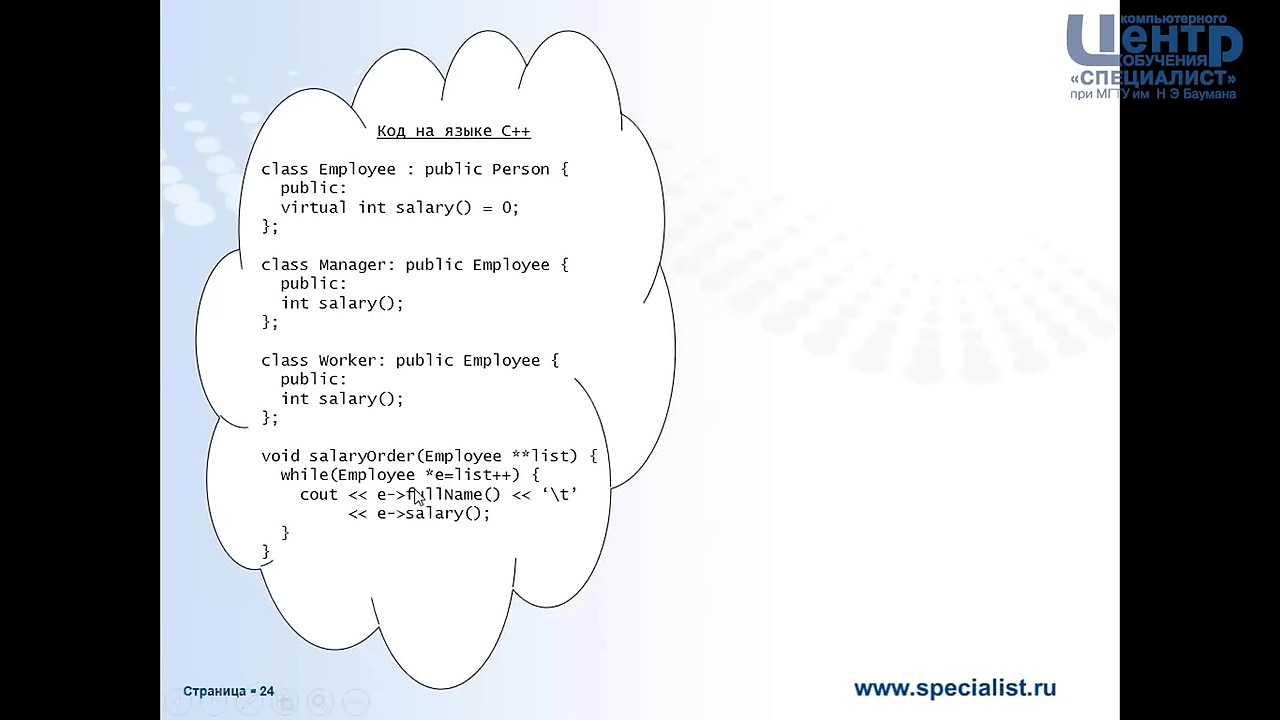 компьютерного
Центр
ОБУЧЕНИЯ
«СПЕЦИАЛИСТ»
при МГТУ им Н Э Баумана
Код на языке C++
class Employee : public Person {
public:
virtual int salary() = 0;
};
class Manager: public Employee {
public:
int salary();
};
class Worker: public Employee {
public:
int salary();
};
void salaryOrder(Employee **list) {
while(Employee *e=list++) {
cout << e->fullName() << ‘\t’
<< e->salary();
}
}
Страница ▪ 24
www.specialist.ru